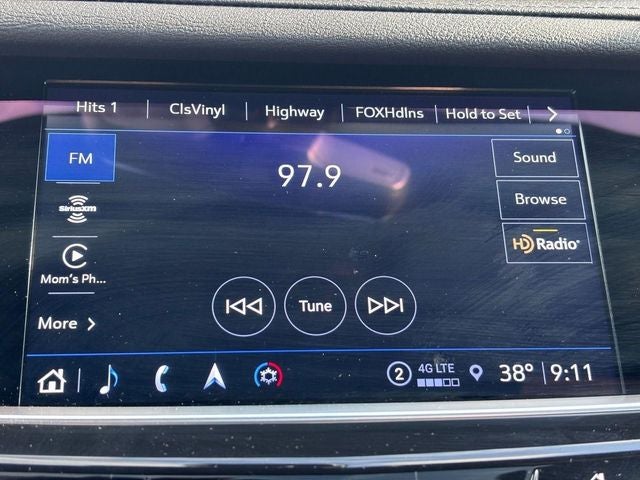 Hits 1 ClsVinyl Highway FOXHdlns Hold to Set
FM
97.9
Sound
Browse
HD Radio
SiriusXM
Mom's Ph...
Tune
More
2 4G LTE 38° 9:11